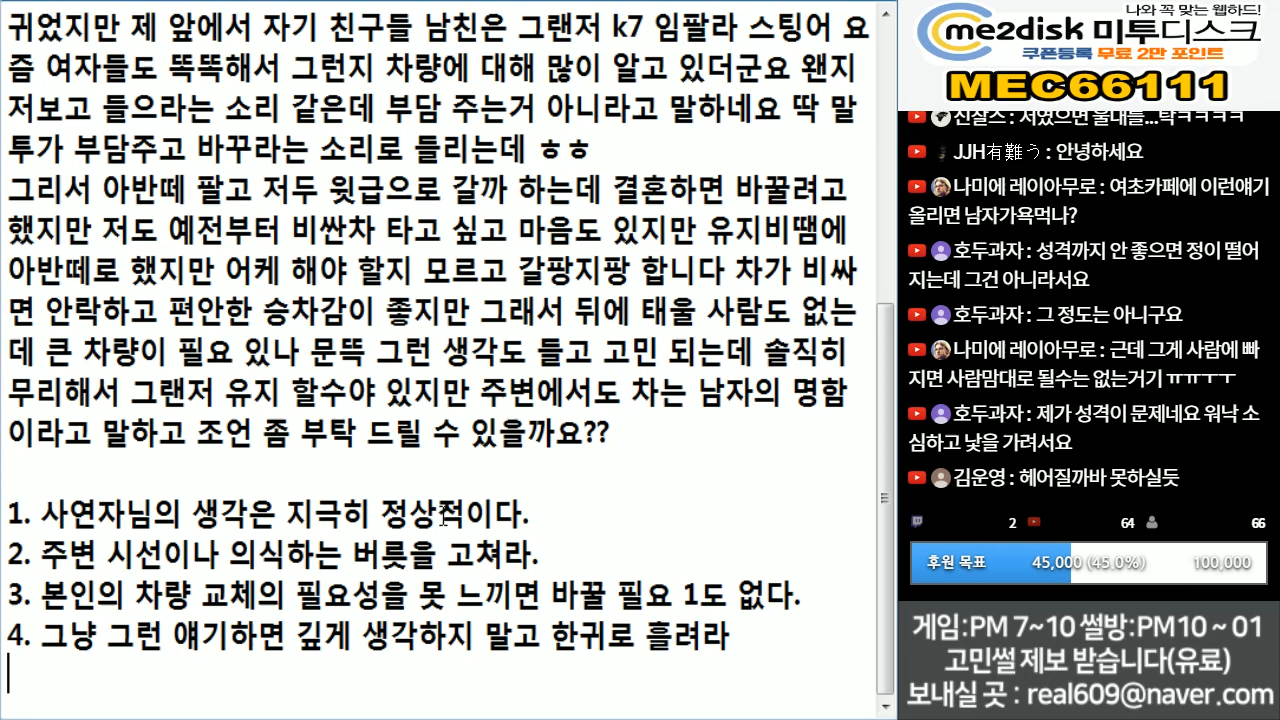 귀었지만 제 앞에서 자기 친구들 남친은 그랜저 k7 임팔라 스팅어 요
즘 여자들도 똑똑해서 그런지 차량에 대해 많이 알고 있더군요 왠지
저보고 들으라는 소리 같은데 부담 주는거 아니라고 말하네요 딱 말
투가 부담주고 바꾸라는 소리로 들리는데 ㅎㅎ
그리서 아반떼 팔고 저두 윗급으로 갈까 하는데 결혼하면 바꿀려고
했지만 저도 예전부터 비싼차 타고 싶고 마음도 있지만 유지비땜에
아반떼로 했지만 어케 해야 할지 모르고 갈팡지팡 합니다 차가 비싸
면 안락하고 편안한 승차감이 좋지만 그래서 뒤에 태울 사람도 없는
데 큰 차량이 필요 있나 문뜩 그런 생각도 들고 고민 되는데 솔직히
무리해서 그랜저 유지 할수야 있지만 주변에서도 차는 남자의 명함
이라고 말하고 조언 좀 부탁 드릴 수 있을까요??
1. 사연자님의 생각은 지극히 정상적이다.
2. 주변 시선이나 의식하는 버릇을 고쳐라.
3. 본인의 차량 교체의 필요성을 못 느끼면 바꿀 필요 1도 없다.
4. 그냥 그런 얘기하면 깊게 생각하지 말고 한귀로 흘려라
나와 꼭 맞는 웹하드!
me2disk 미투디스크
쿠폰등록 무료 2만 포인트
MEC66111
JJH有難う : 안녕하세요
나미에 레이아무로 : 여초카페에 이런얘기
올리면 남자가욕먹나?
호두과자 : 성격까지 안 좋으면 정이 떨어
지는데 그건 아니라서요
호두과자 : 그 정도는 아니구요
나미에 레이아무로 : 근데 그게 사람에 빠
지면 사람맘대로 될수는 없는거기 ㅠㅠㅜㅜ
호두과자 : 제가 성격이 문제네요 워낙 소
심하고 낯을 가려서요
김운영 : 헤어질까바 못하실듯
2 64 66
후원 목표 45,000 (45.0%) 100,000
게임:PM 7~10 썰방:PM10 ~ 01
고민썰 제보 받습니다(유료)
보내실 곳 : real609@naver.com